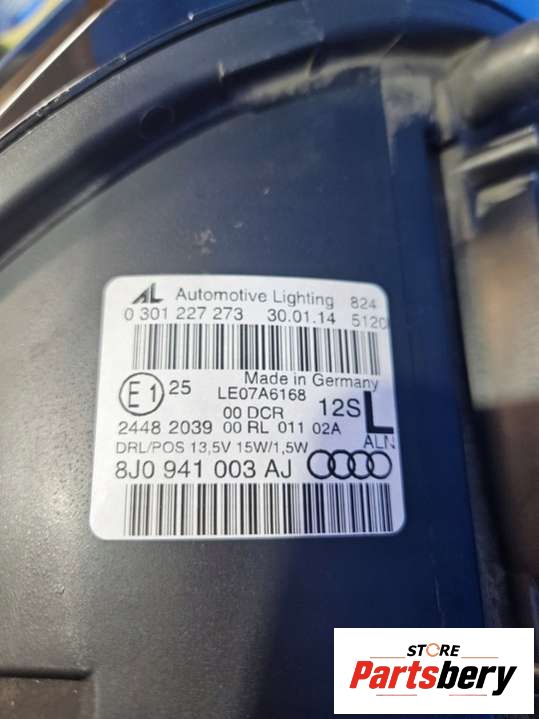 AL Automotive Lighting 824
0 301 227 273 30.01.14 5120
Made in Germany
E1 25 LE07A6168
00 DCR 12S L
2448 2039 00 RL 011 02A
ALN
DRL/POS 13,5V 15W/1,5W
8J0 941 003 AJ
STORE
Partsbery